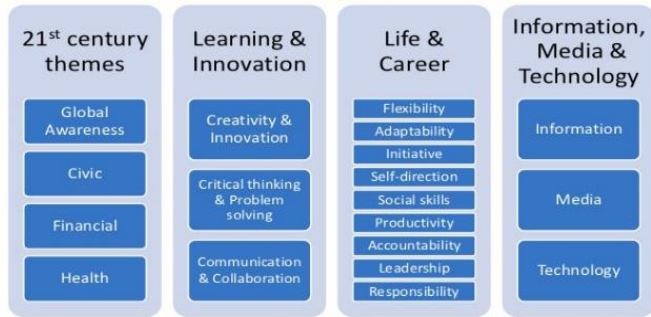 21st century
themes
Global
Awareness
Civic
Financial
Health
Learning &
Innovation
Creativity &
Innovation
Critical thinking
& Problem
solving
Communication
& Collaboration
Life &
Career
Flexibility
Adaptability
Initiative
Self-direction
Social skills
Productivity
Accountability
Leadership
Responsibility
Information,
Media &
Technology
Information
Media
Technology